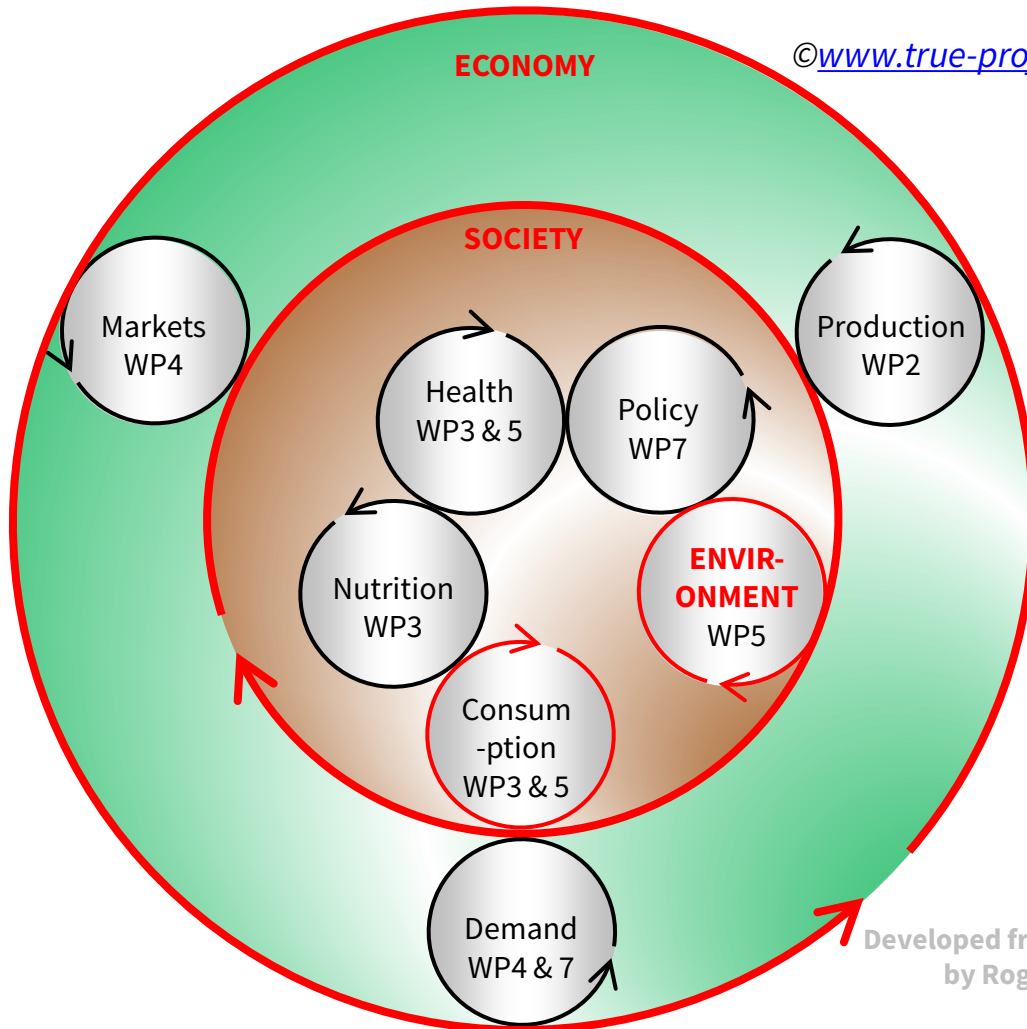 ECONOMY
©www.true-pro
SOCIETY
Markets
WP4
Production
WP2
Health
WP3 & 5
Policy
WP7
Nutrition
WP3
ENVIR-
ONMENT
WP5
Consum
-ption
WP3 & 5
Demand
WP4 & 7
Developed fr
by Rog